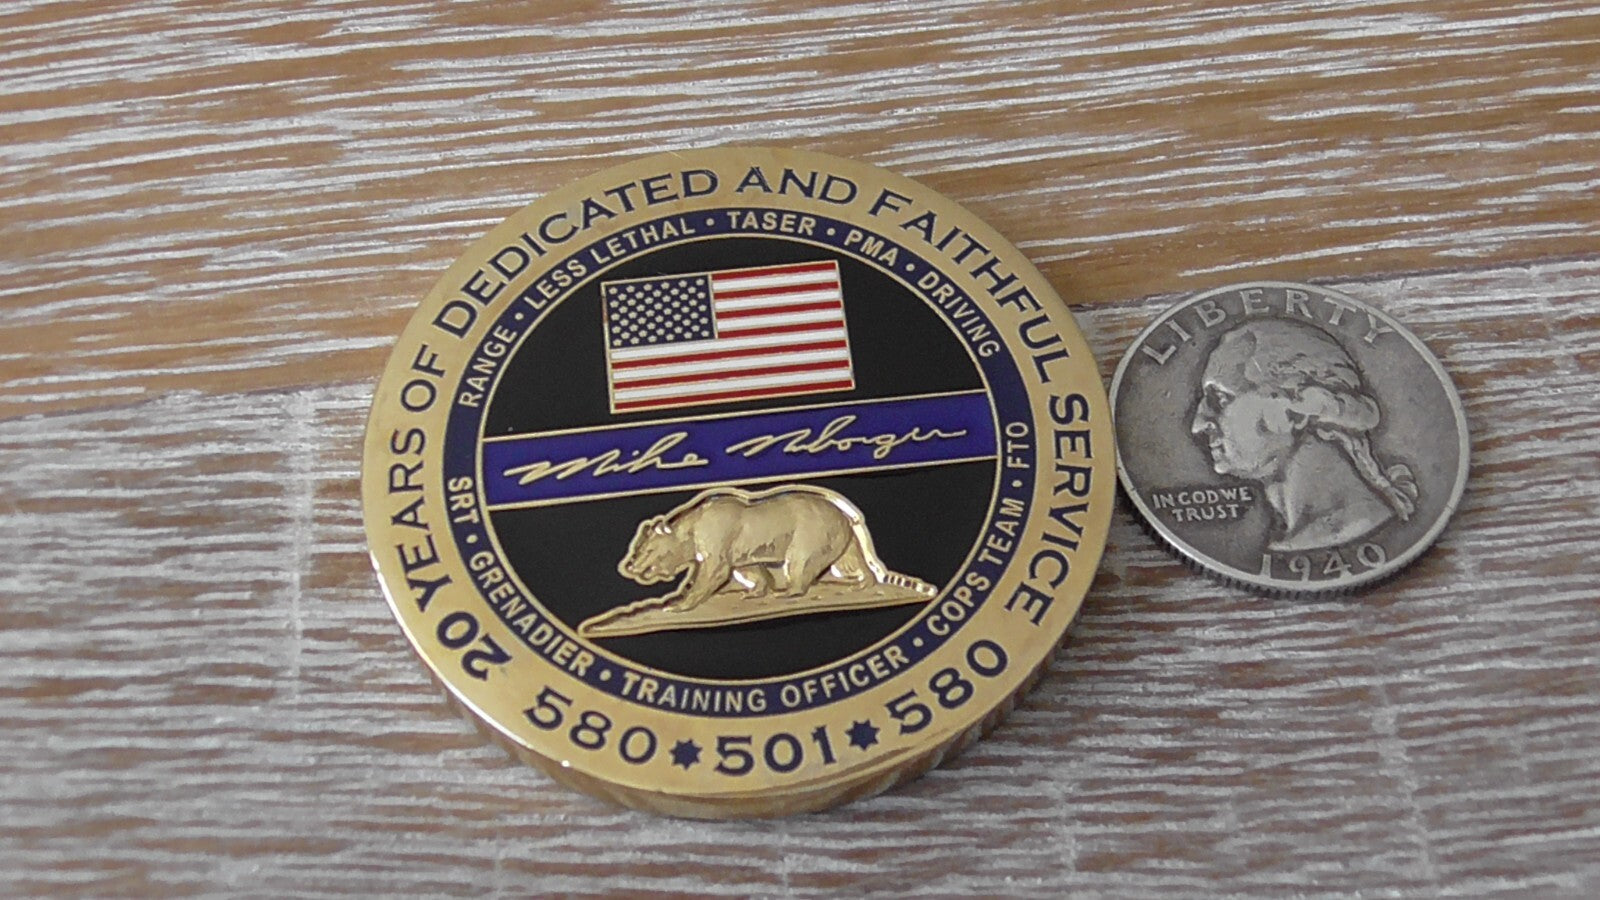 20 YEARS OF DEDICATED AND FAITHFUL SERVICE
580 ✸ 501 ✸ 580
RANGE • LESS LETHAL • TASER • PMA • DRIVING
SRT • GRENADIER • TRAINING OFFICER • COPS TEAM • FTO
Mike
LIBERTY
IN GOD WE
TRUST
1940